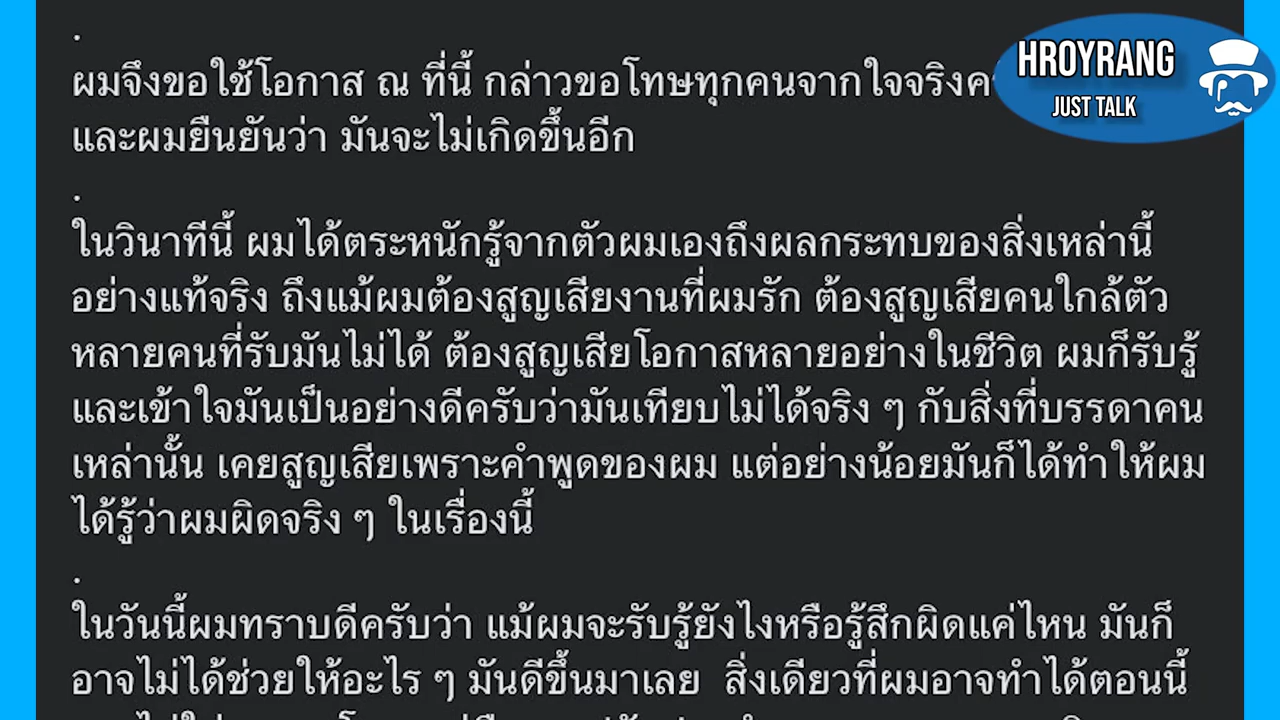 .
ผมจึงขอใช้โอกาส ณ ที่นี้ กล่าวขอโทษทุกคนจากใจจริง
HROYRANG
JUST TALK
และผมยืนยันว่า มันจะไม่เกิดขึ้นอีก
.
ในวินาทีนี้ ผมได้ตระหนักรู้จากตัวผมเองถึงผลกระทบของสิ่งเหล่านี้
อย่างแท้จริง ถึงแม้ผมต้องสูญเสียงานที่ผมรัก ต้องสูญเสียคนใกล้ตัว
หลายคนที่รับมันไม่ได้ ต้องสูญเสียโอกาสหลายอย่างในชีวิต ผมก็รับรู้
และเข้าใจมันเป็นอย่างดีครับว่ามันเทียบไม่ได้จริง ๆ กับสิ่งที่บรรดาคน
เหล่านั้น เคยสูญเสียเพราะคำพูดของผม แต่อย่างน้อยมันก็ได้ทำให้ผม
ได้รู้ว่าผมผิดจริง ๆ ในเรื่องนี้
.
ในวันนี้ผมทราบดีครับว่า แม้ผมจะรับรู้ยังไงหรือรู้สึกผิดแค่ไหน มันก็
อาจไม่ได้ช่วยให้อะไร ๆ มันดีขึ้นมาเลย  สิ่งเดียวที่ผมอาจทำได้ตอนนี้